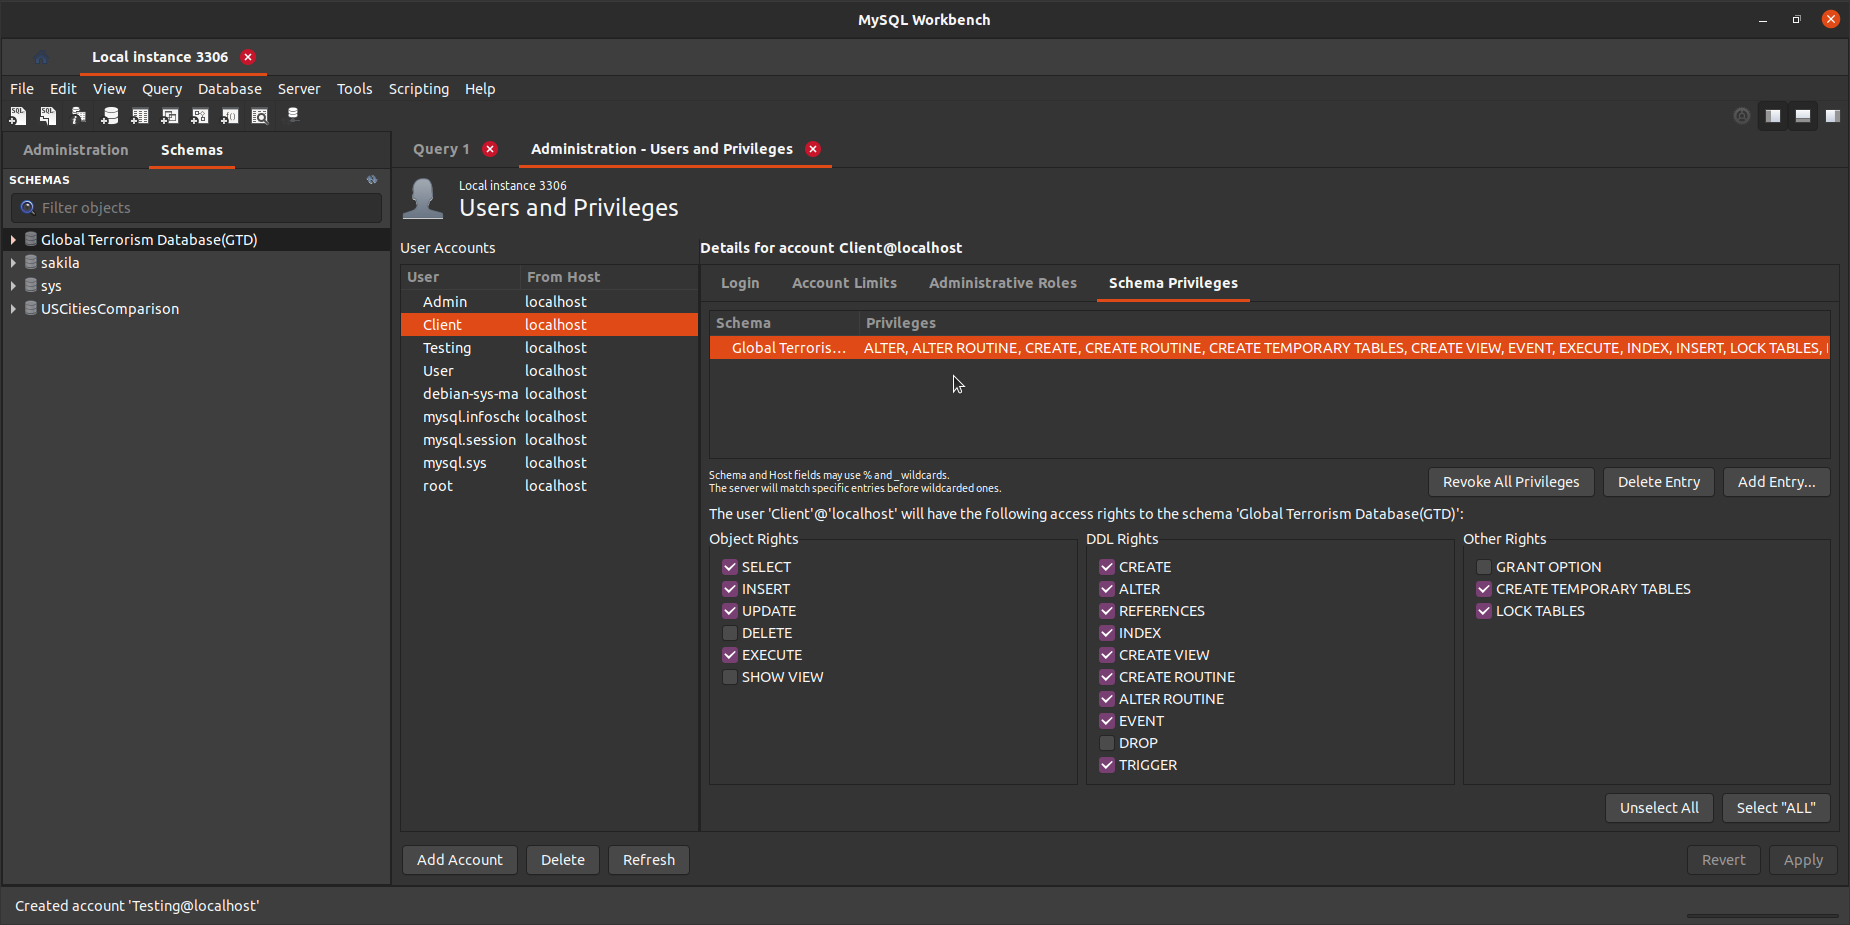 MySQL Workbench
Local instance 3306
File Edit View Query Database Server Tools Scripting Help
Administration Schemas
SCHEMAS
Filter objects
Global Terrorism Database(GTD)
sakila
sys
USCitiesComparison
Query 1 Administration - Users and Privileges
Local instance 3306
Users and Privileges
User Accounts
User From Host
Admin localhost
Client localhost
Testing localhost
User localhost
debian-sys-ma localhost
mysql.infosche localhost
mysql.session localhost
mysql.sys localhost
root localhost
Add Account Delete Refresh
Details for account Client@localhost
Login Account Limits Administrative Roles Schema Privileges
Schema Privileges
Global Terroris... ALTER, ALTER ROUTINE, CREATE, CREATE ROUTINE, CREATE TEMPORARY TABLES, CREATE VIEW, EVENT, EXECUTE, INDEX, INSERT, LOCK TABLES,
Schema and Host fields may use % and _ wildcards.
The server will match specific entries before wildcarded ones.
Revoke All Privileges Delete Entry Add Entry...
The user 'Client'@'localhost' will have the following access rights to the schema 'Global Terrorism Database(GTD)':
Object Rights
SELECT
INSERT
UPDATE
DELETE
EXECUTE
SHOW VIEW
DDL Rights
CREATE
ALTER
REFERENCES
INDEX
CREATE VIEW
CREATE ROUTINE
ALTER ROUTINE
EVENT
DROP
TRIGGER
Other Rights
GRANT OPTION
CREATE TEMPORARY TABLES
LOCK TABLES
Unselect All Select "ALL"
Revert Apply
Created account 'Testing@localhost'